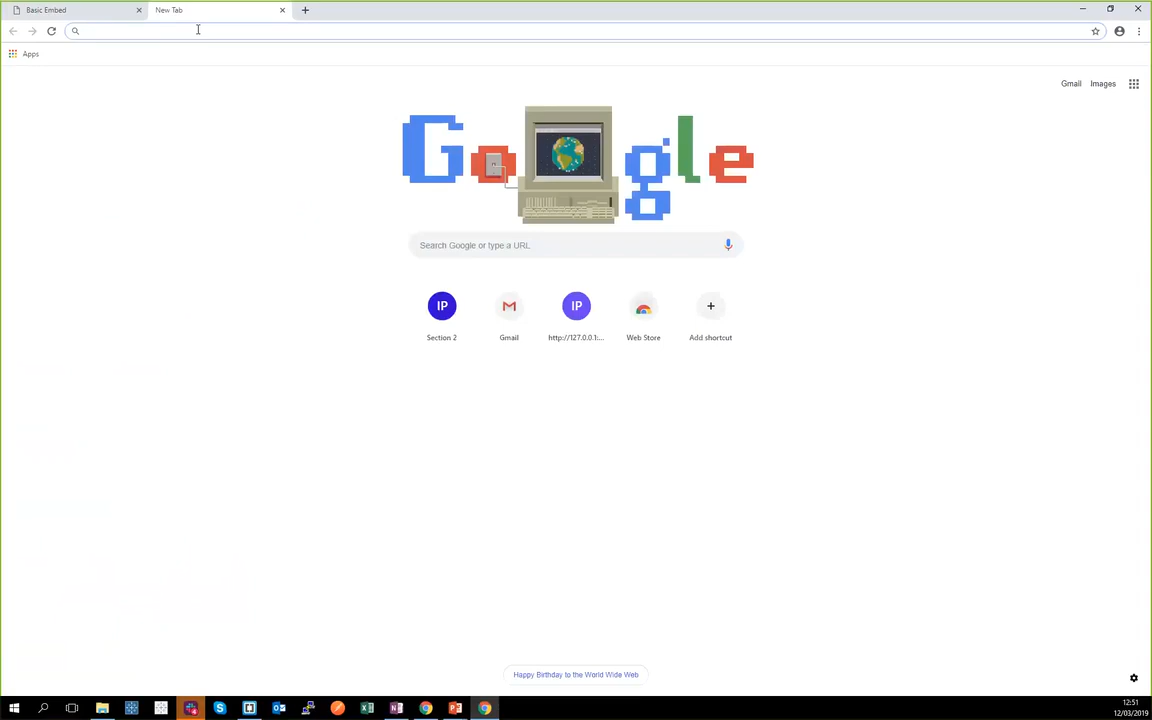 Basic Embed
New Tab
Apps
Gmail Images
Google
Search Google or type a URL
IP
IP
Section 2
Gmail
http://127.0.0.1:...
Web Store
Add shortcut
Happy Birthday to the World Wide Web
12:51
12/03/2019